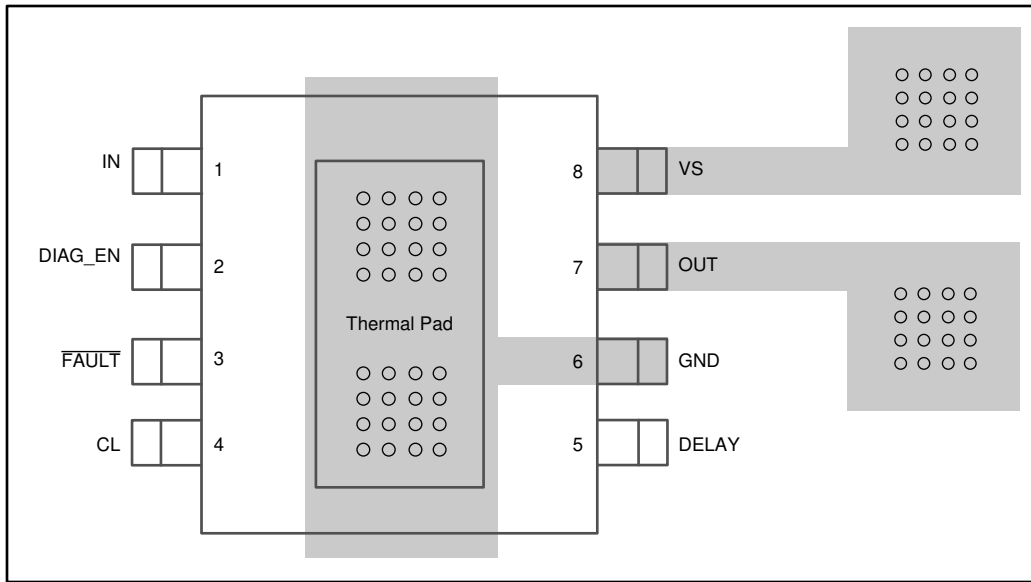 IN
1
8
VS
DIAG_EN
2
7
OUT
Thermal Pad
FAULT
3
6
GND
CL
4
5
DELAY